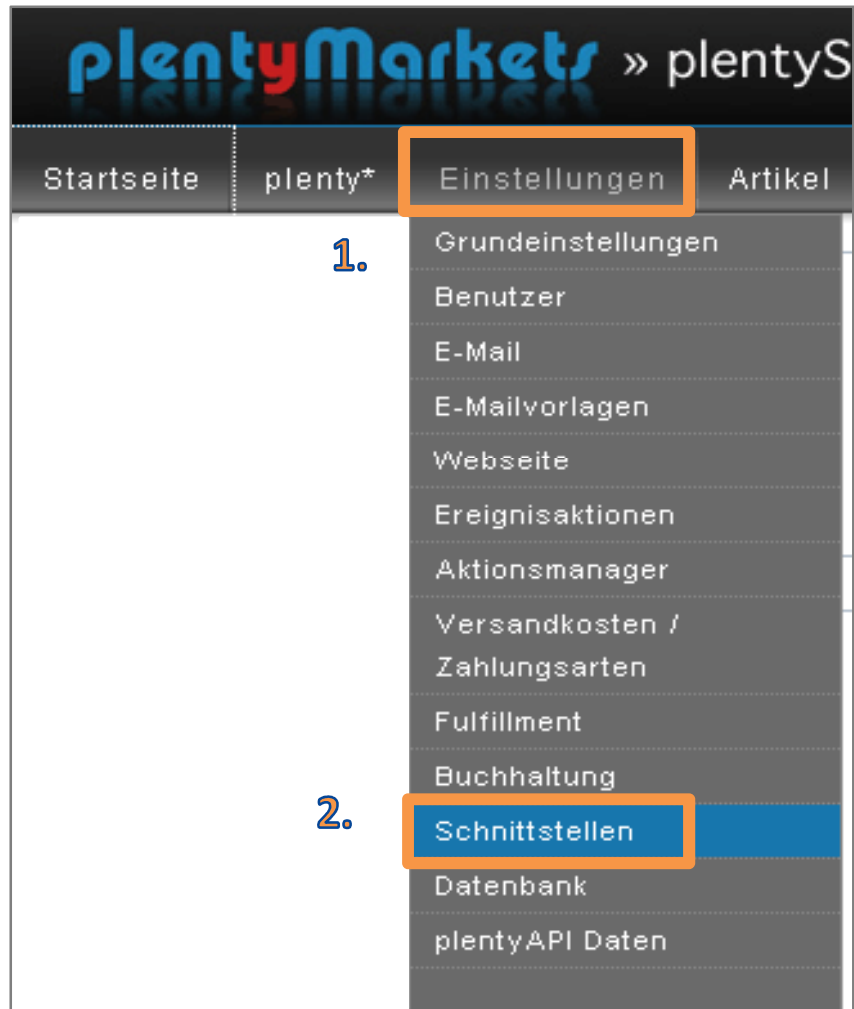 plentyMarkets » plentyS
Startseite plenty* Einstellungen Artikel
1.
Grundeinstellungen
Benutzer
E-Mail
E-Mailvorlagen
Webseite
Ereignisaktionen
Aktionsmanager
Versandkosten /
Zahlungsarten
Fulfillment
Buchhaltung
2.
Schnittstellen
Datenbank
plentyAPI Daten